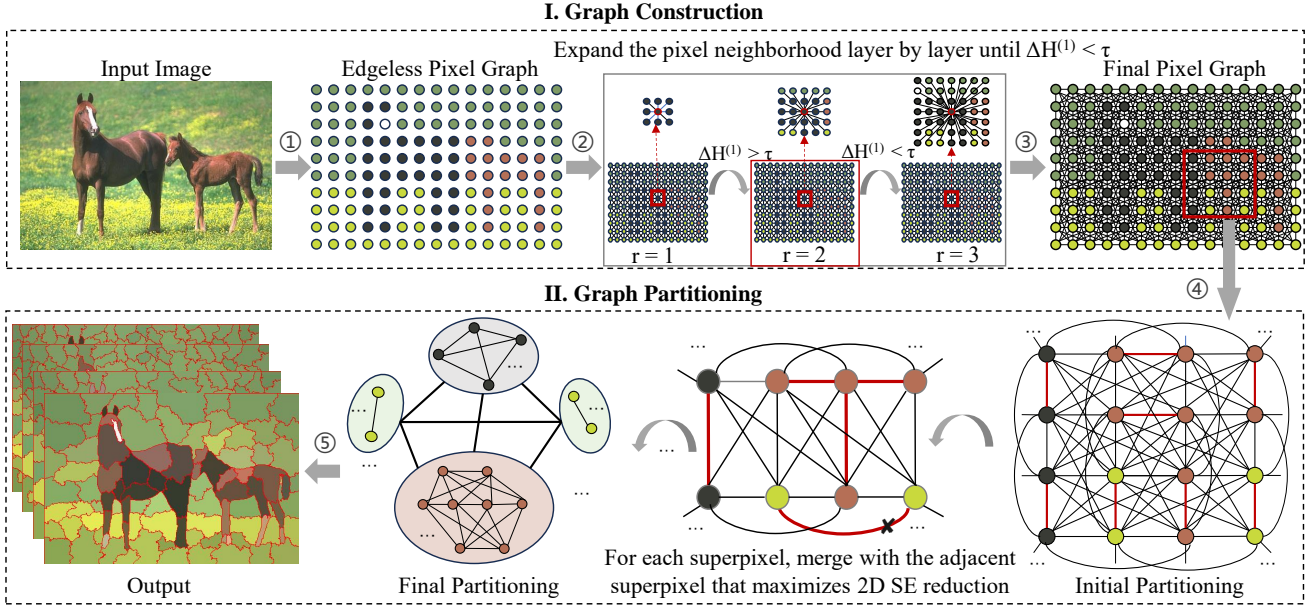 I. Graph Construction
Expand the pixel neighborhood layer by layer until ΔH⁽¹⁾ < τ
Input Image
Edgeless Pixel Graph
Final Pixel Graph
①
②
ΔH⁽¹⁾ > τ
ΔH⁽¹⁾ < τ
③
r = 1
r = 2
r = 3
④
II. Graph Partitioning
...
...
...
...
...
...
...
...
⑤
...
...
...
...
...
...
...
For each superpixel, merge with the adjacent
superpixel that maximizes 2D SE reduction
Output
Final Partitioning
Initial Partitioning